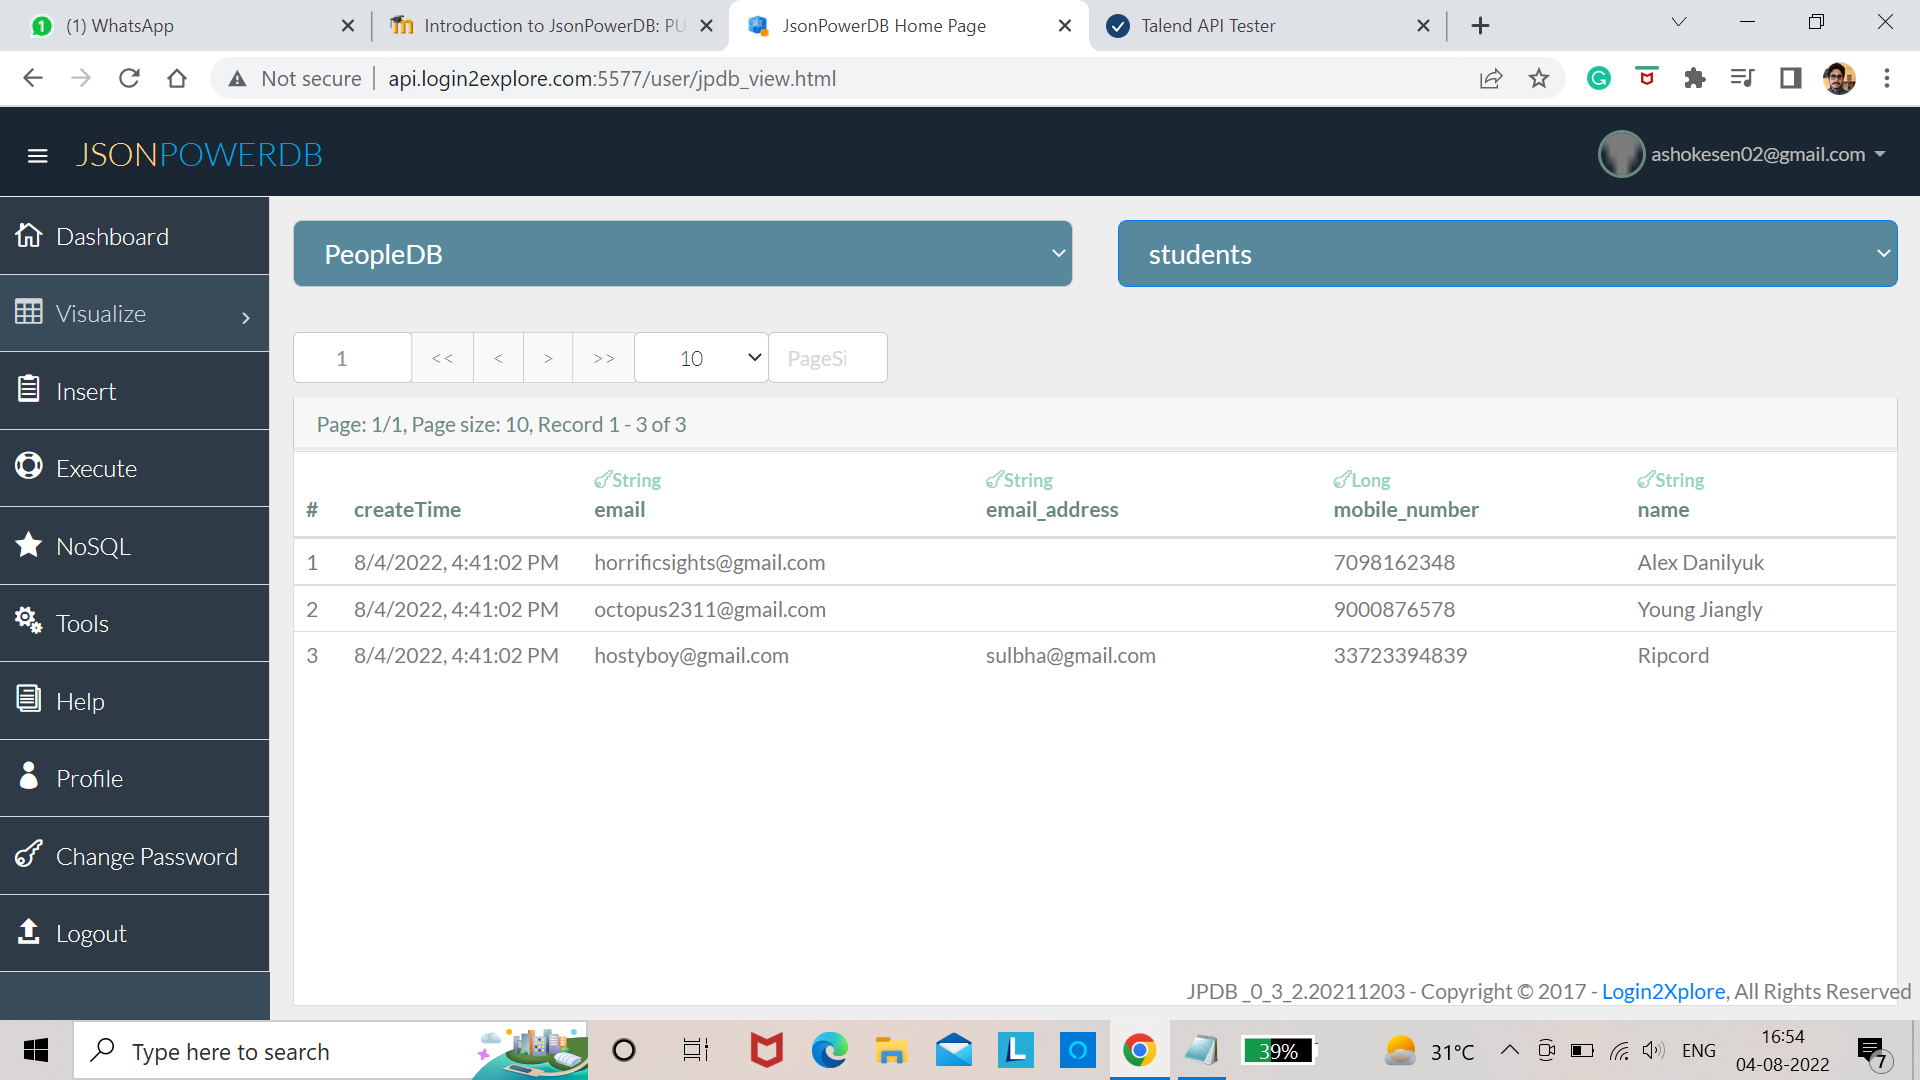 (1) WhatsApp
Introduction to JsonPowerDB: PU
JsonPowerDB Home Page
Talend API Tester
Not secure
api.login2explore.com:5577/user/jpdb_view.html
JSONPOWERDB
ashokesen02@gmail.com
Dashboard
Visualize
Insert
Execute
NoSQL
Tools
Help
Profile
Change Password
Logout
PeopleDB
students
1 << < > >> 10 PageSi
Page: 1/1, Page size: 10, Record 1 - 3 of 3
String String Long String
# createTime email email_address mobile_number name
1 8/4/2022, 4:41:02 PM horrificsights@gmail.com 7098162348 Alex Danilyuk
2 8/4/2022, 4:41:02 PM octopus2311@gmail.com 9000876578 Young Jiangly
3 8/4/2022, 4:41:02 PM hostyboy@gmail.com sulbha@gmail.com 33723394839 Ripcord
JPDB _0_3_2.20211203 - Copyright © 2017 - Login2Xplore, All Rights Reserved
Type here to search
L
39%
31°C
ENG
16:54
04-08-2022
7